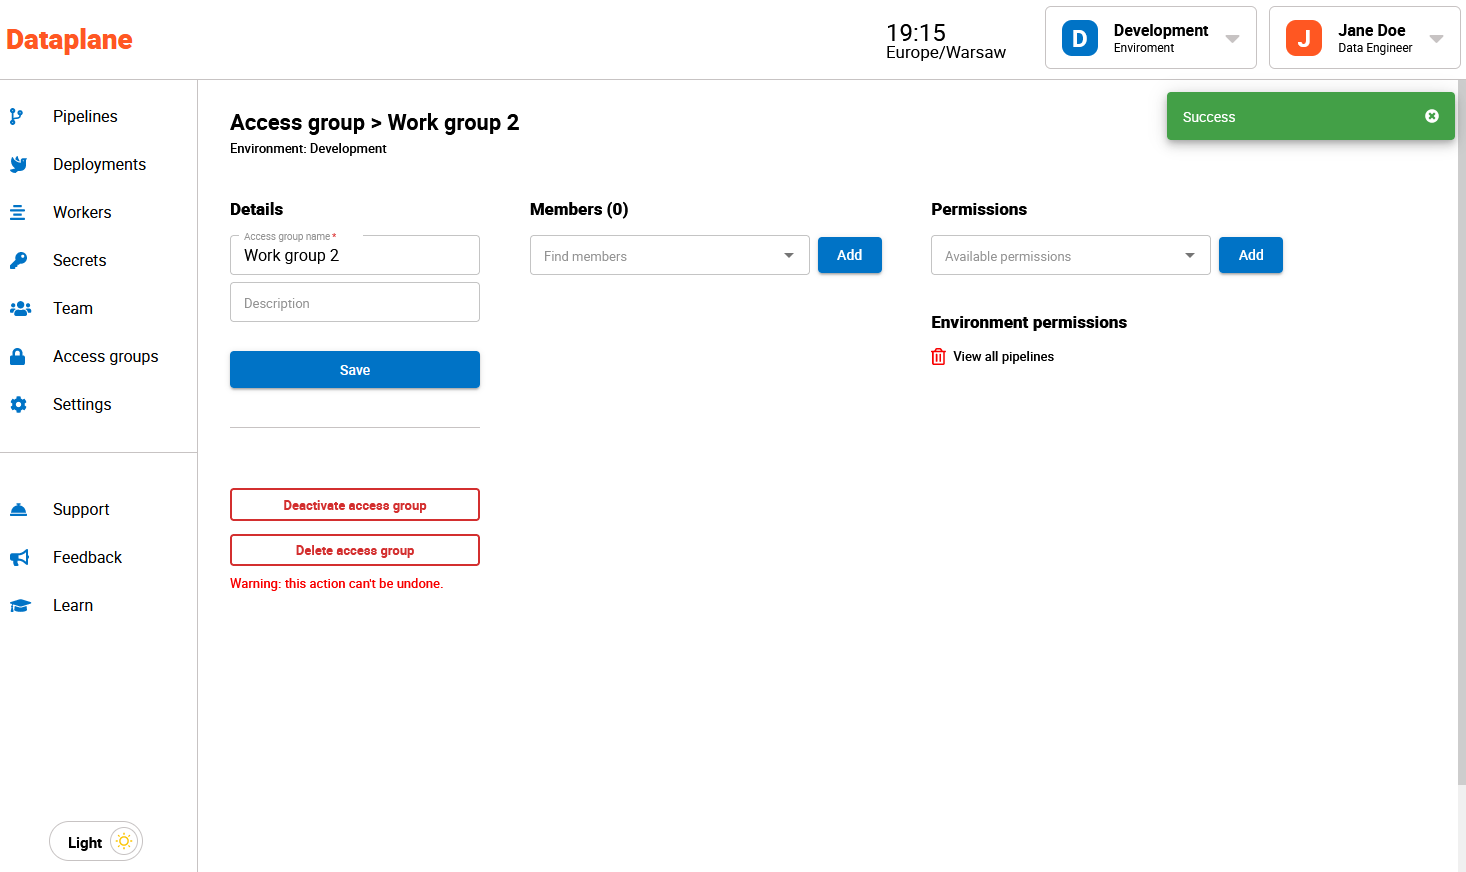 Dataplane
19:15
Europe/Warsaw
D
Development
Enviroment
J
Jane Doe
Data Engineer
Pipelines
Deployments
Workers
Secrets
Team
Access groups
Settings
Support
Feedback
Learn
Light
Access group > Work group 2
Environment: Development
Success
Details
Access group name *
Work group 2
Description
Save
Deactivate access group
Delete access group
Warning: this action can't be undone.
Members (0)
Find members
Add
Permissions
Available permissions
Add
Environment permissions
View all pipelines